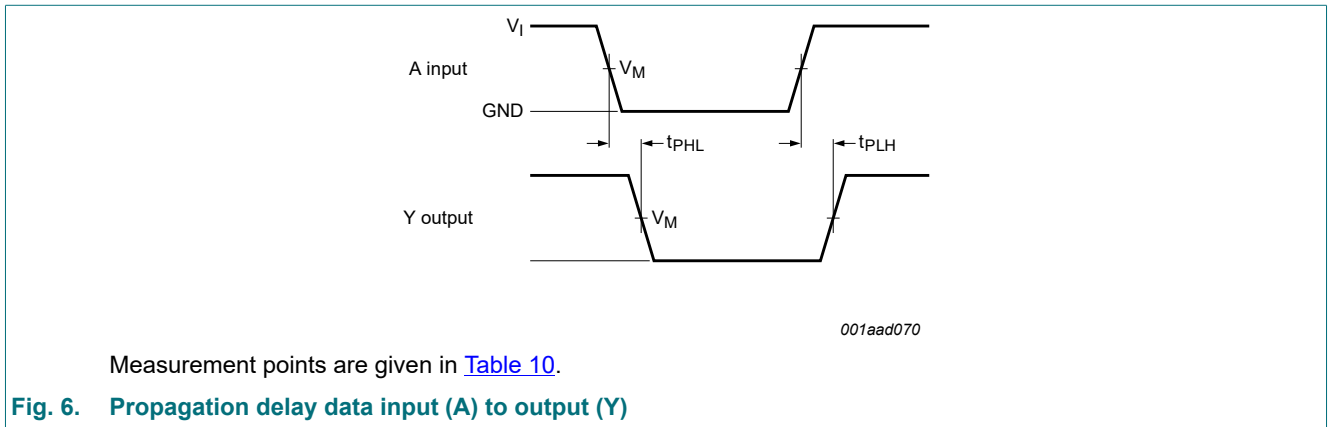 VI
A input
VM
GND
tPHL
tPLH
Y output
VM
001aad070
Measurement points are given in Table 10.
Fig. 6. Propagation delay data input (A) to output (Y)